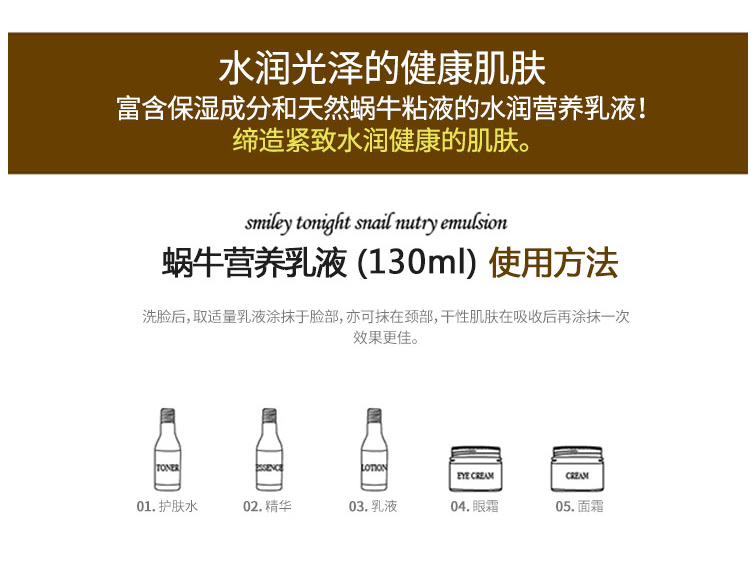 水润光泽的健康肌肤
富含保湿成分和天然蜗牛粘液的水润营养乳液!
缔造紧致水润健康的肌肤。
smiley tonight snail nutry emulsion
蜗牛营养乳液 (130ml) 使用方法
洗脸后, 取适量乳液涂抹于脸部, 亦可抹在颈部, 干性肌肤在吸收后再涂抹一次
效果更佳。
TONER ESSENCE LOTION EYE CREAM CREAM
01. 护肤水 02. 精华 03. 乳液 04. 眼霜 05. 面霜